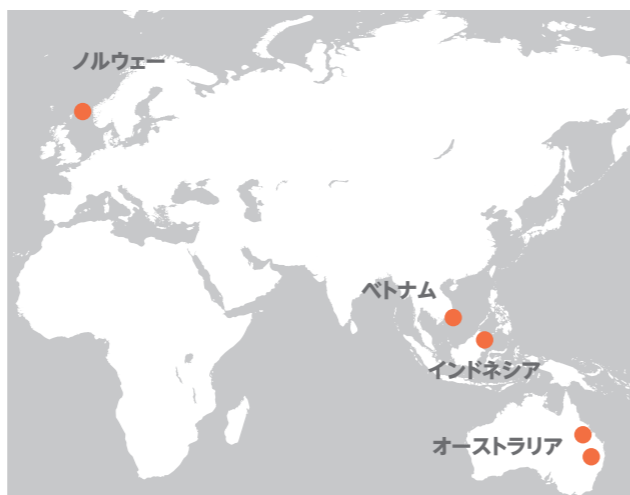 ノルウェー
ベトナム
インドネシア
オーストラリア